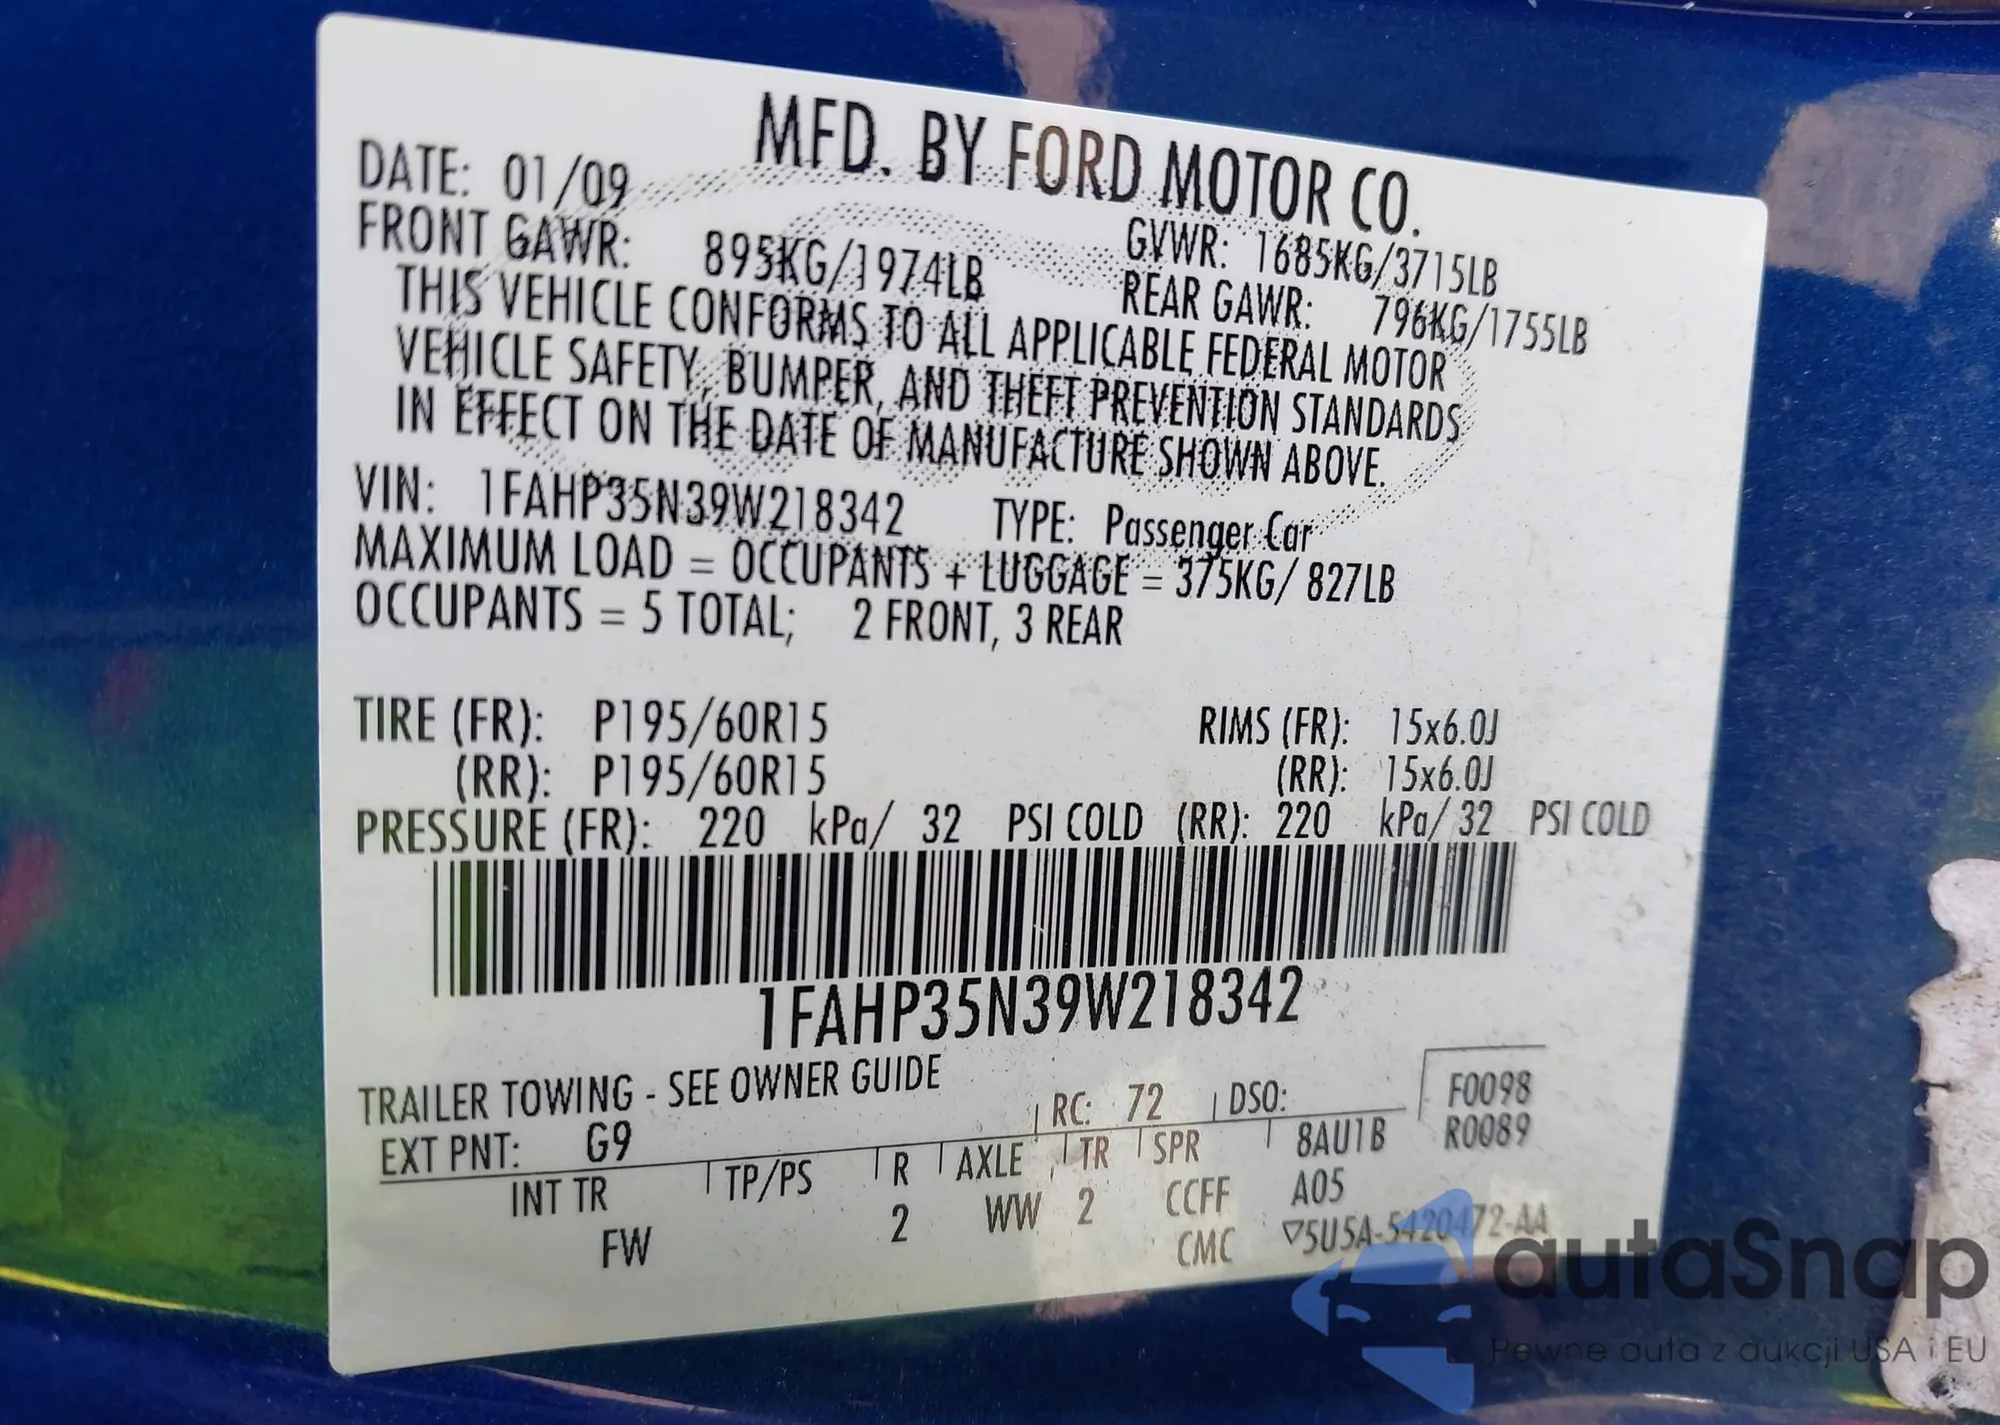 MFD. BY FORD MOTOR CO.
DATE: 01/09
GVWR: 1685KG/3715LB
FRONT GAWR: 895KG/1974LB
REAR GAWR: 796KG/1755LB
THIS VEHICLE CONFORMS TO ALL APPLICABLE FEDERAL MOTOR
VEHICLE SAFETY, BUMPER, AND THEFT PREVENTION STANDARDS
IN EFFECT ON THE DATE OF MANUFACTURE SHOWN ABOVE.
VIN: 1FAHP35N39W218342 TYPE: Passenger Car
MAXIMUM LOAD = OCCUPANTS + LUGGAGE = 375KG/ 827LB
OCCUPANTS = 5 TOTAL; 2 FRONT, 3 REAR
TIRE (FR): P195/60R15 RIMS (FR): 15x6.0J
(RR): P195/60R15 (RR): 15x6.0J
PRESSURE (FR): 220 kPa/ 32 PSI COLD (RR): 220 kPa/ 32 PSI COLD
1FAHP35N39W218342
TRAILER TOWING - SEE OWNER GUIDE
EXT PNT: G9 RC: 72 DSO: F0098
R0089
INT TR TP/PS R AXLE TR SPR 8AU1B
FW 2 WW 2 CCFF A05
CMC ▽5U5A-5420472-AA
autaSnap
Pewne auta z aukcji USA i EU